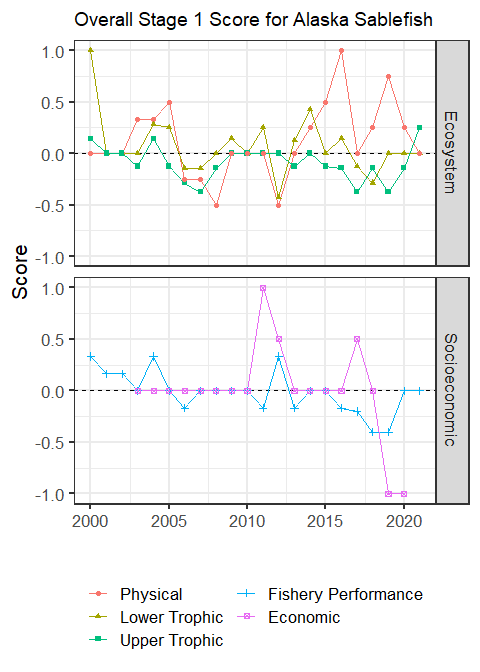 Overall Stage 1 Score for Alaska Sablefish
Score
1.0
0.5
0.0
-0.5
-1.0
Ecosystem
1.0
0.5
0.0
-0.5
-1.0
Socioeconomic
2000 2005 2010 2015 2020
Physical
Lower Trophic
Upper Trophic
Fishery Performance
Economic